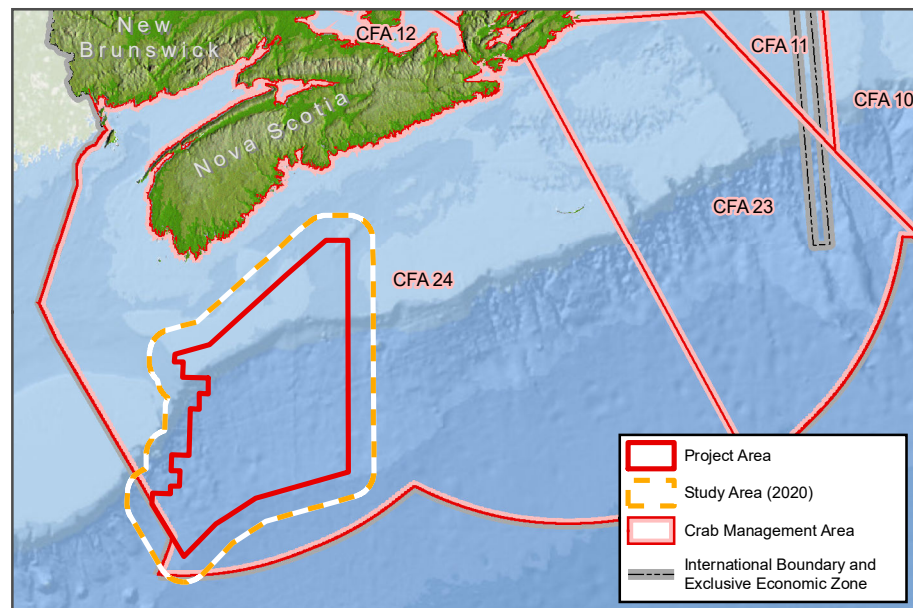 New
Brunswick
CFA 12
CFA 11
CFA 10
Nova Scotia
CFA 23
CFA 24
Project Area
Study Area (2020)
Crab Management Area
International Boundary and
Exclusive Economic Zone